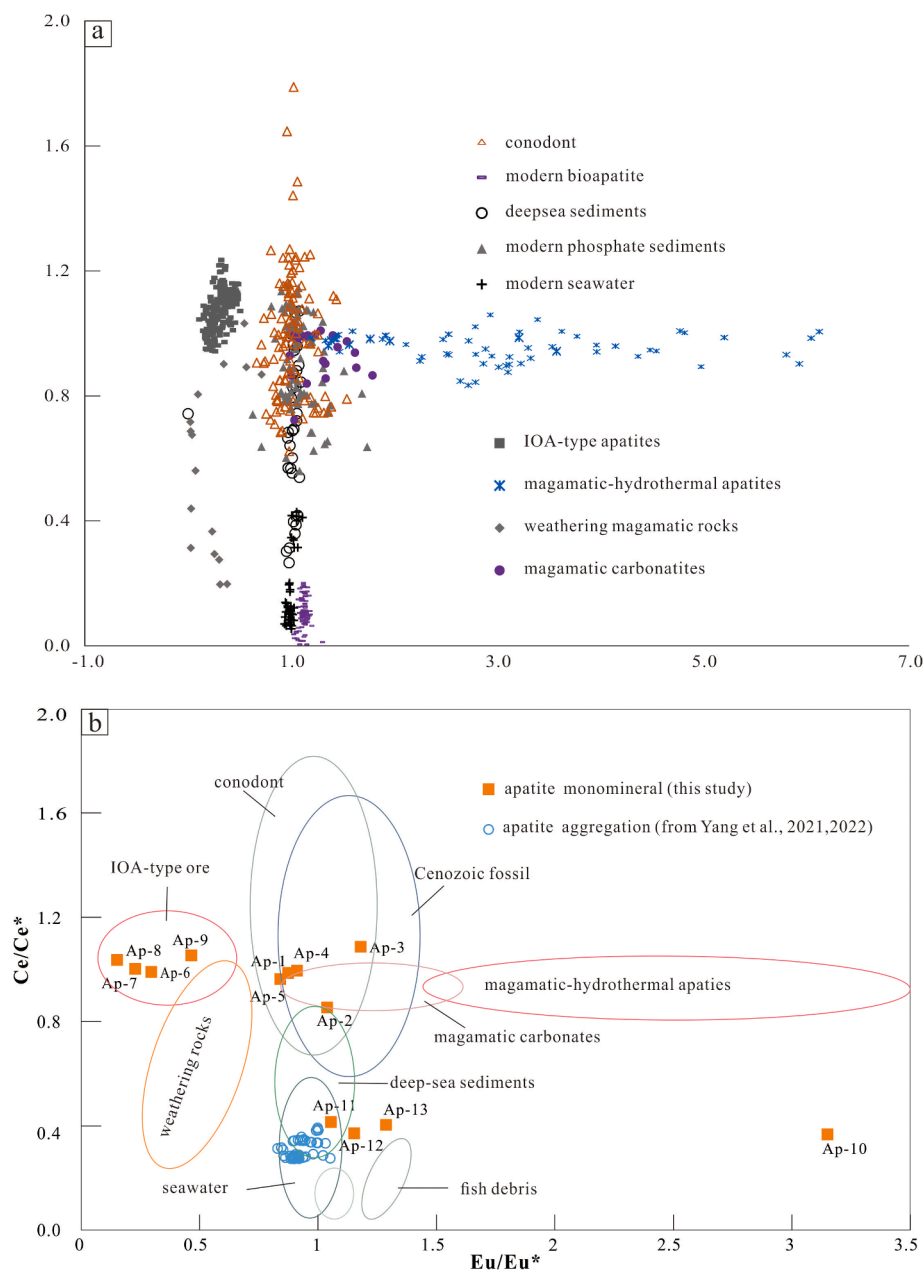 a
2.0
1.6
1.2
0.8
0.4
0.0
-1.0
1.0
3.0
5.0
7.0
conodont
modern bioapatite
deepsea sediments
modern phosphate sediments
modern seawater
IOA-type apatites
magamatic-hydrothermal apatites
weathering magamatic rocks
magamatic carbonatites
b
2.0
1.6
1.2
0.8
0.4
0.0
Ce/Ce*
0
0.5
1
1.5
2
2.5
3
3.5
Eu/Eu*
apatite monomineral (this study)
apatite aggregation (from Yang et al., 2021,2022)
conodont
IOA-type ore
Cenozoic fossil
Ap-8
Ap-9
Ap-7
Ap-6
Ap-1
Ap-4
Ap-3
Ap-5
Ap-2
magamatic-hydrothermal apaties
magamatic carbonates
weathering rocks
deep-sea sediments
Ap-11
Ap-13
Ap-12
Ap-10
seawater
fish debris